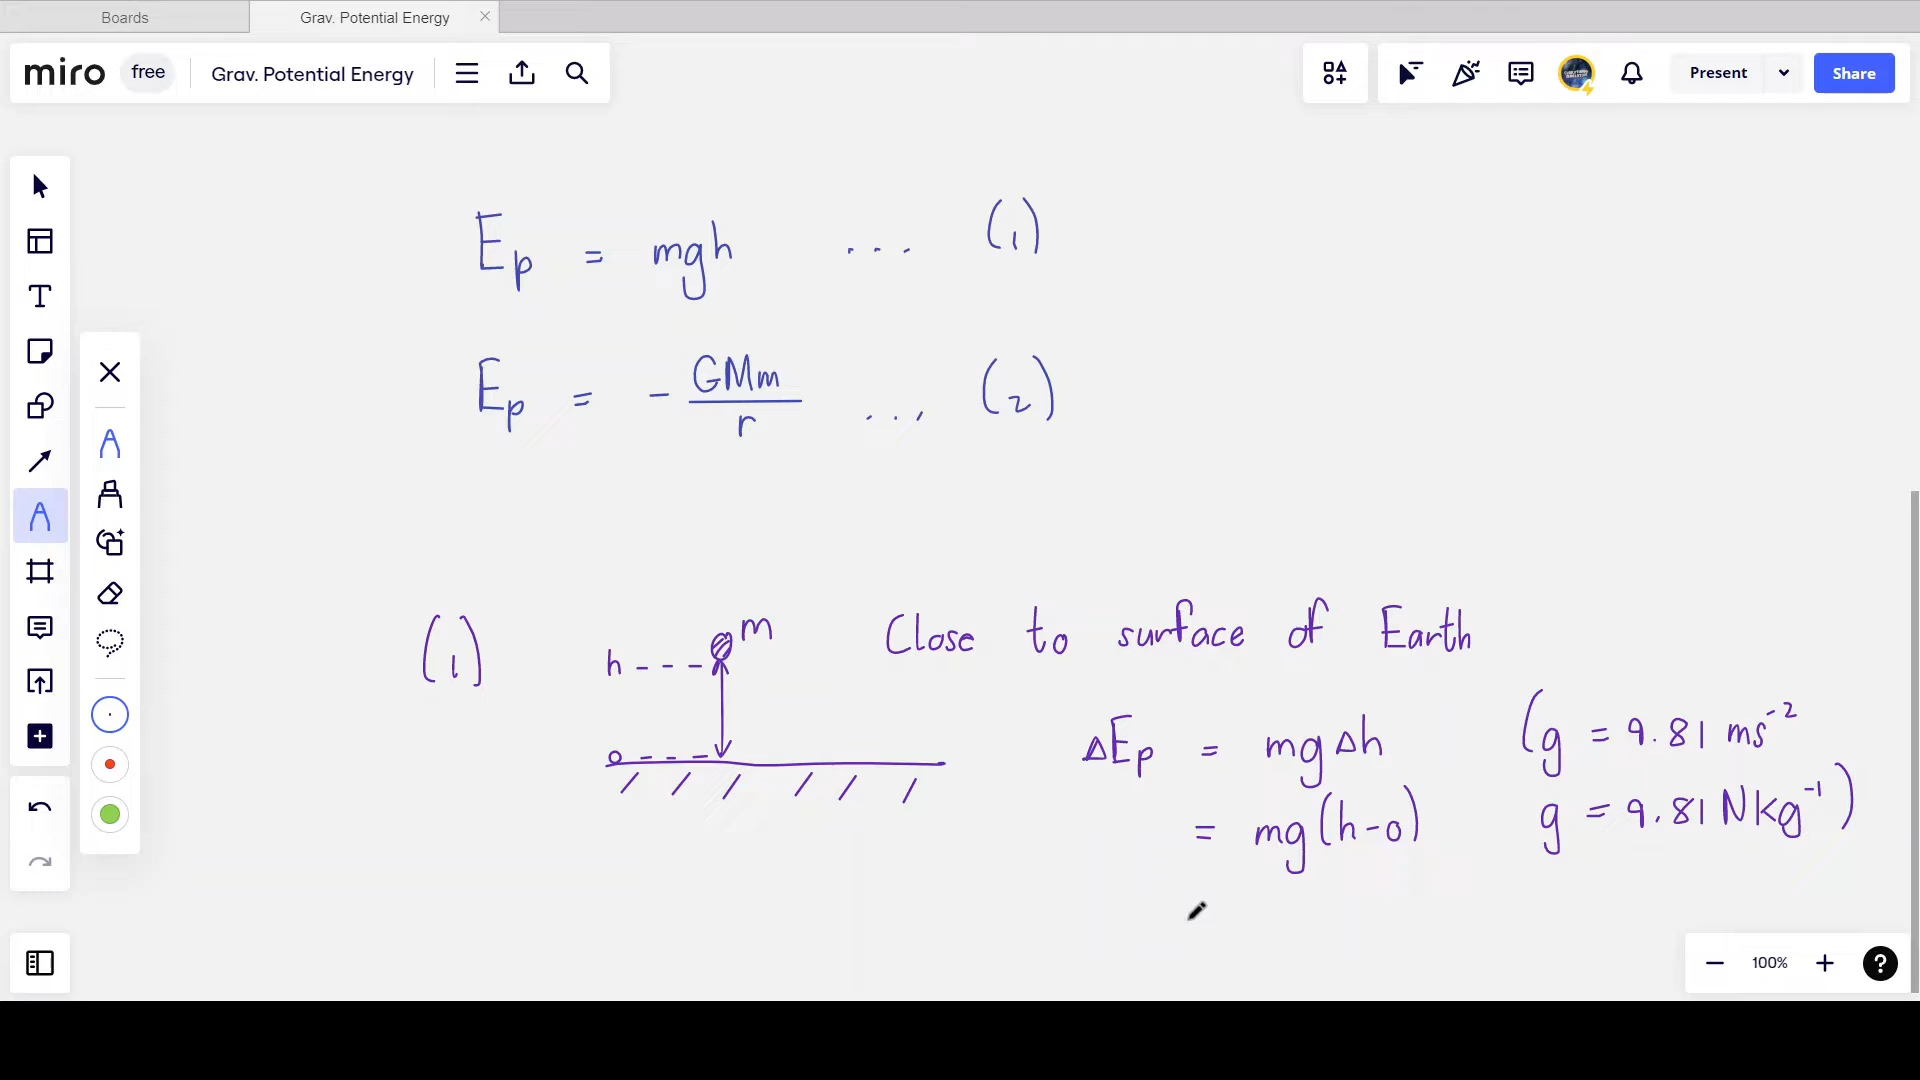 Boards
Grav. Potential Energy
miro free Grav. Potential Energy
Present
Share
Eₚ = mgh ... (1)
Eₚ = - GMm / r ... (2)
(1)
m
h - - -
0 - - -
Close to surface of Earth
ΔEₚ = mgΔh
= mg(h-0)
(g = 9.81 ms⁻²
g = 9.81 Nkg⁻¹)
100%